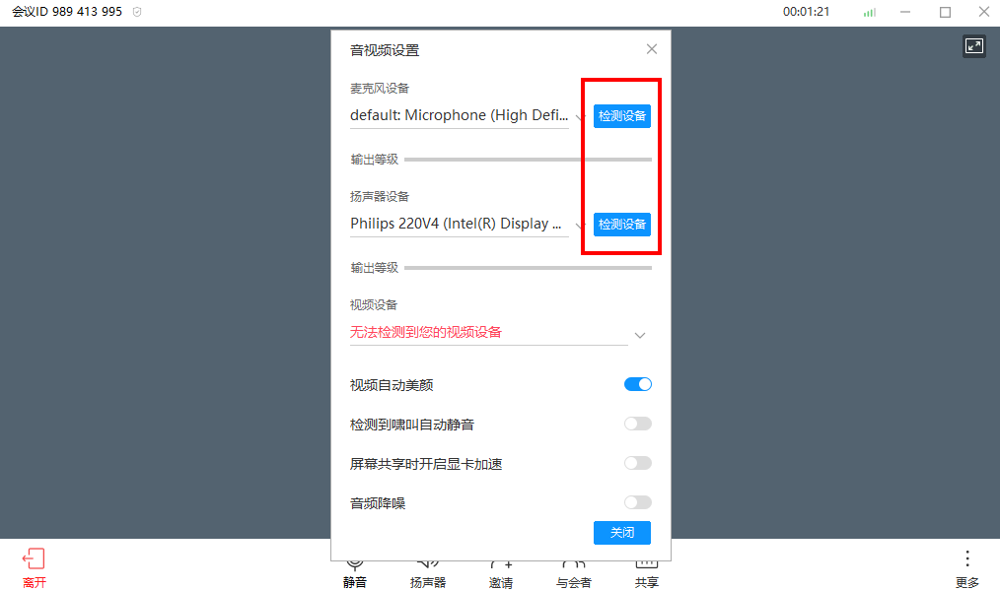 会议ID 989 413 995
00:01:21
音视频设置
麦克风设备
default: Microphone (High Defi...
检测设备
输出等级
扬声器设备
Philips 220V4 (Intel(R) Display ...
检测设备
输出等级
视频设备
无法检测到您的视频设备
视频自动美颜
检测到啸叫自动静音
屏幕共享时开启显卡加速
音频降噪
关闭
离开
静音
扬声器
邀请
与会者
共享
更多